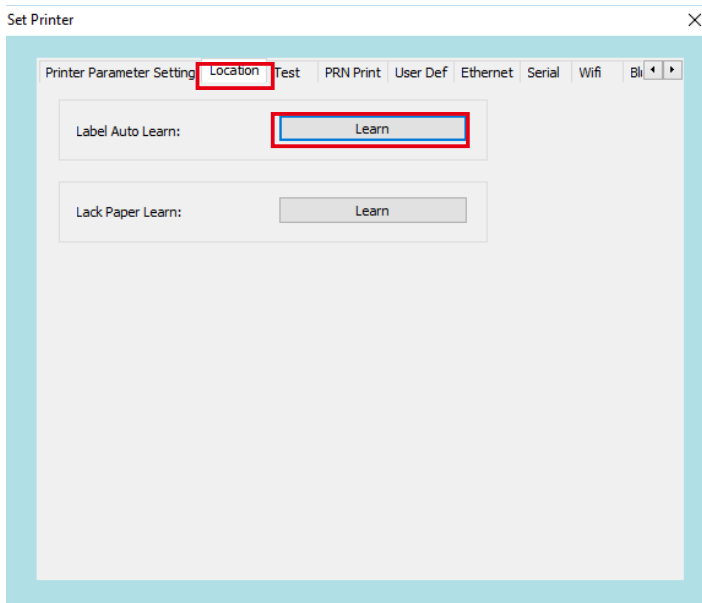 Set Printer
Printer Parameter Setting Location Test PRN Print User Def Ethernet Serial Wifi
Label Auto Learn: Learn
Lack Paper Learn: Learn